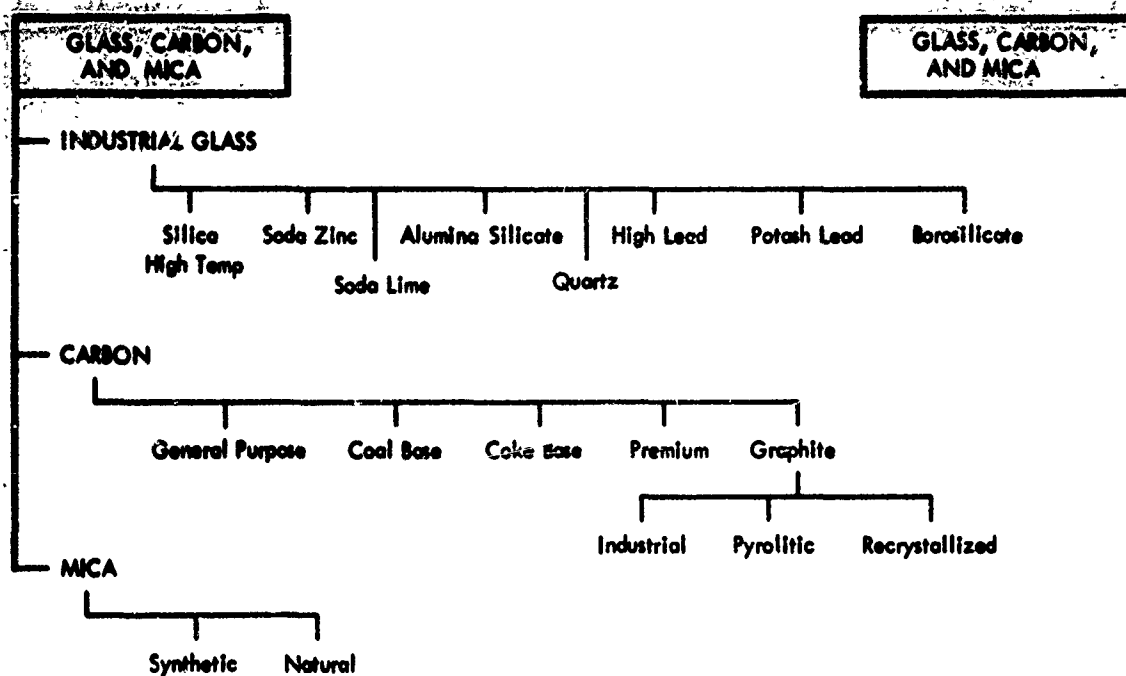 GLASS, CARBON,
AND MICA
GLASS, CARBON,
AND MICA
INDUSTRIAL GLASS
Silica
High Temp
Soda Zinc
Soda Lime
Alumina Silicate
Quartz
High Lead
Potash Lead
Borosilicate
CARBON
General Purpose
Coal Base
Coke Base
Premium
Graphite
Industrial
Pyrolitic
Recrystallized
MICA
Synthetic
Natural